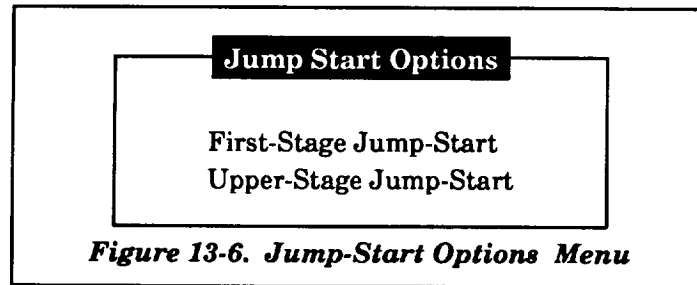 Jump Start Options
First-Stage Jump-Start
Upper-Stage Jump-Start
Figure 13-6. Jump-Start Options Menu